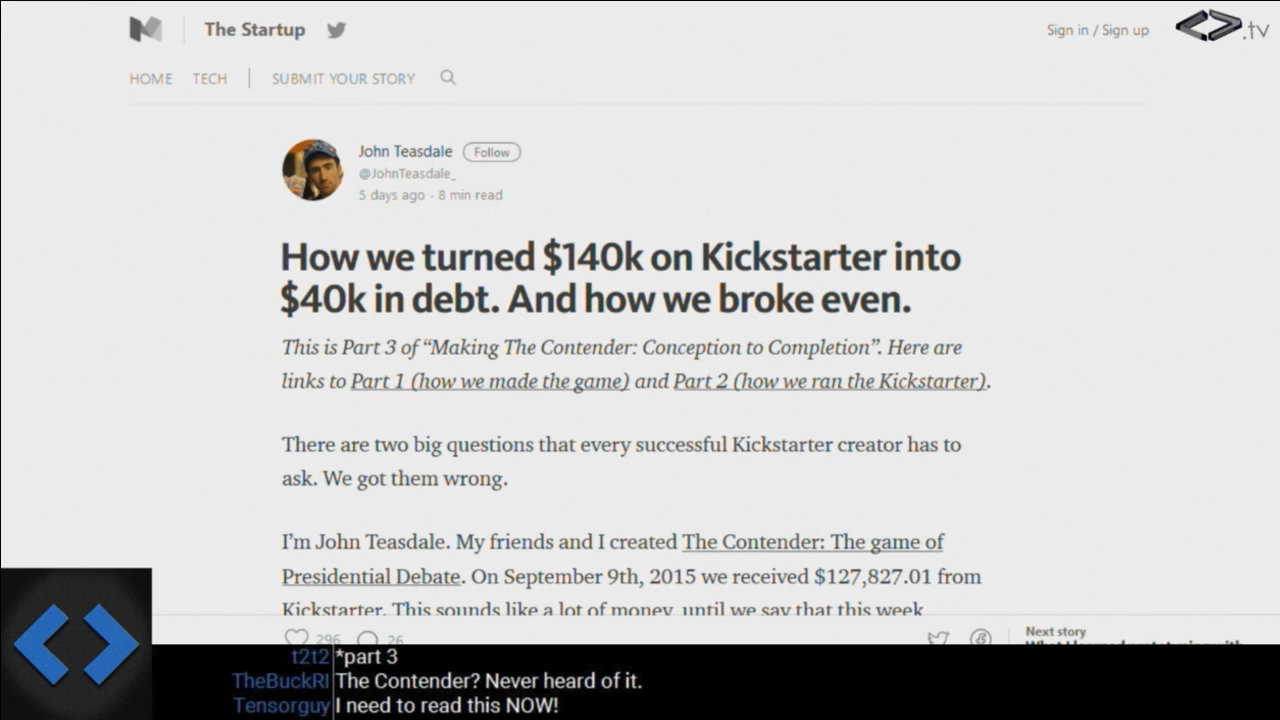 The Startup
Sign in / Sign up
.tv
HOME TECH SUBMIT YOUR STORY
John Teasdale Follow
@JohnTeasdale_
5 days ago · 8 min read
How we turned $140k on Kickstarter into
$40k in debt. And how we broke even.
This is Part 3 of “Making The Contender: Conception to Completion”. Here are
links to Part 1 (how we made the game) and Part 2 (how we ran the Kickstarter).
There are two big questions that every successful Kickstarter creator has to
ask. We got them wrong.
I’m John Teasdale. My friends and I created The Contender: The game of
Presidential Debate. On September 9th, 2015 we received $127,827.01 from
Kickstarter. This sounds like a lot of money, until we say that this week
296 26
Next story
What I learned prototyping with
t2t2 *part 3
TheBuckRI The Contender? Never heard of it.
Tensorguy I need to read this NOW!